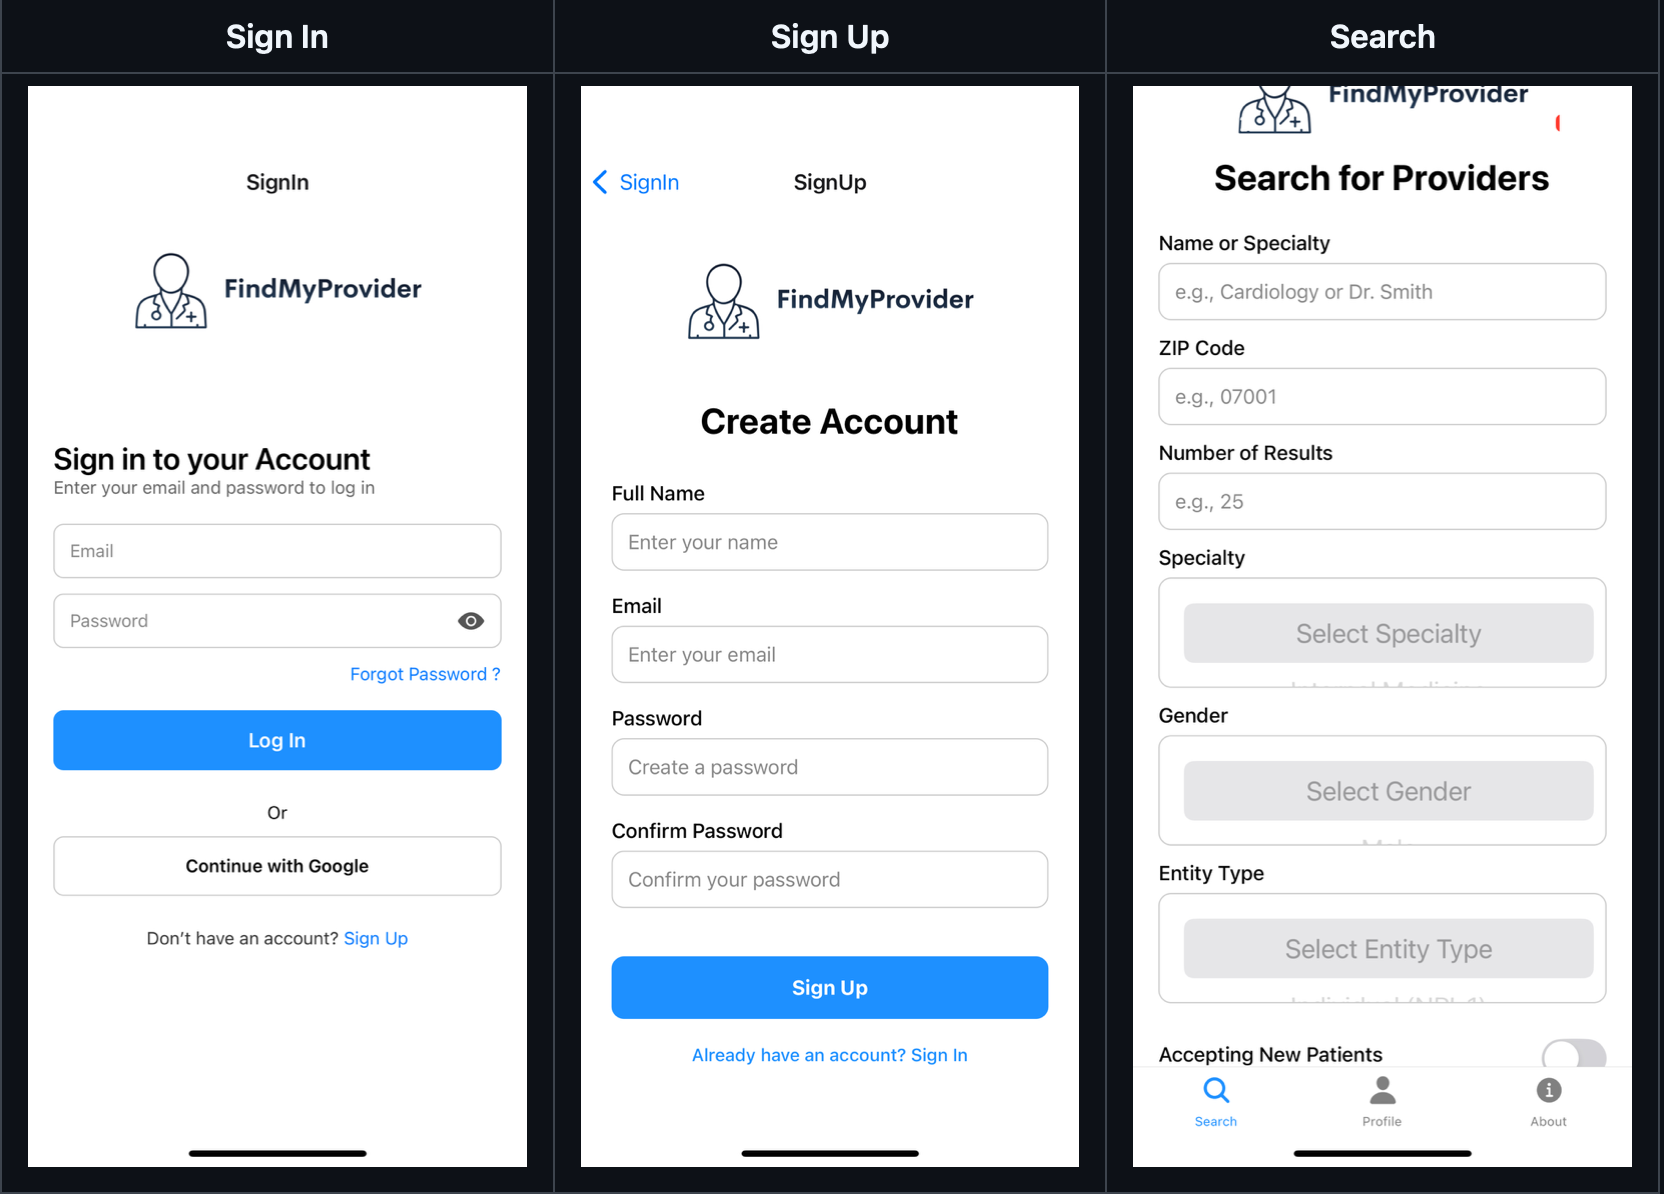 Sign In
Sign Up
Search
SignIn
FindMyProvider
Sign in to your Account
Enter your email and password to log in
Email
Password
Forgot Password ?
Log In
Or
Continue with Google
Don't have an account? Sign Up
SignIn
SignUp
FindMyProvider
Create Account
Full Name
Enter your name
Email
Enter your email
Password
Create a password
Confirm Password
Confirm your password
Sign Up
Already have an account? Sign In
FindMyProvider
Search for Providers
Name or Specialty
e.g., Cardiology or Dr. Smith
ZIP Code
e.g., 07001
Number of Results
e.g., 25
Specialty
Select Specialty
Gender
Select Gender
Entity Type
Select Entity Type
Accepting New Patients
Search
Profile
About